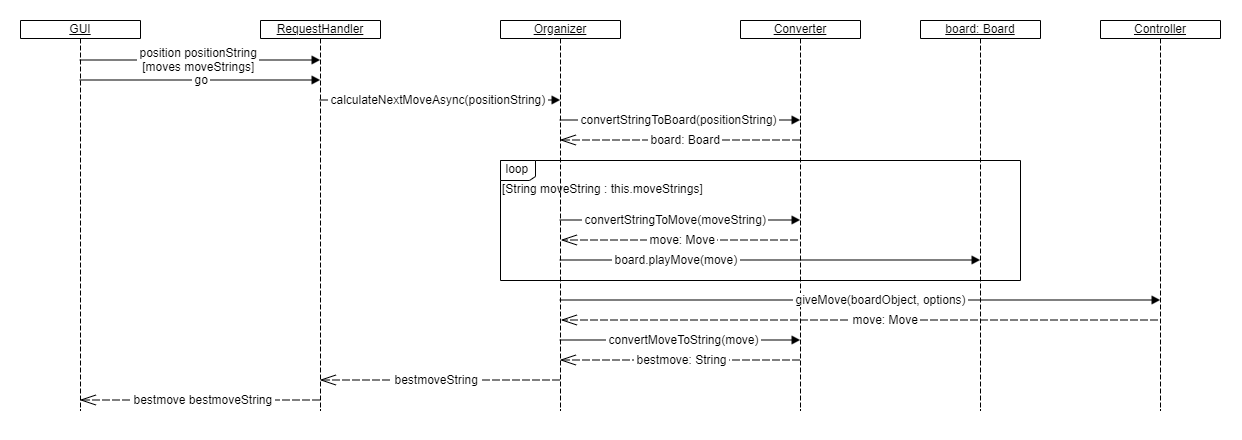 GUI
RequestHandler
Organizer
Converter
board: Board
Controller
position positionString
[moves moveStrings]
go
calculateNextMoveAsync(positionString)
convertStringToBoard(positionString)
board: Board
loop
[String moveString : this.moveStrings]
convertStringToMove(moveString)
move: Move
board.playMove(move)
giveMove(boardObject, options)
move: Move
convertMoveToString(move)
bestmove: String
bestmoveString
bestmove bestmoveString